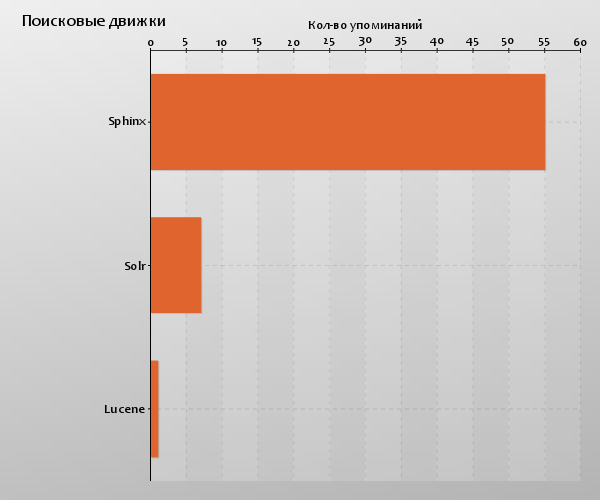 Поисковые движки
Кол-во упоминаний
0 5 10 15 20 25 30 35 40 45 50 55 60
Sphinx
Solr
Lucene